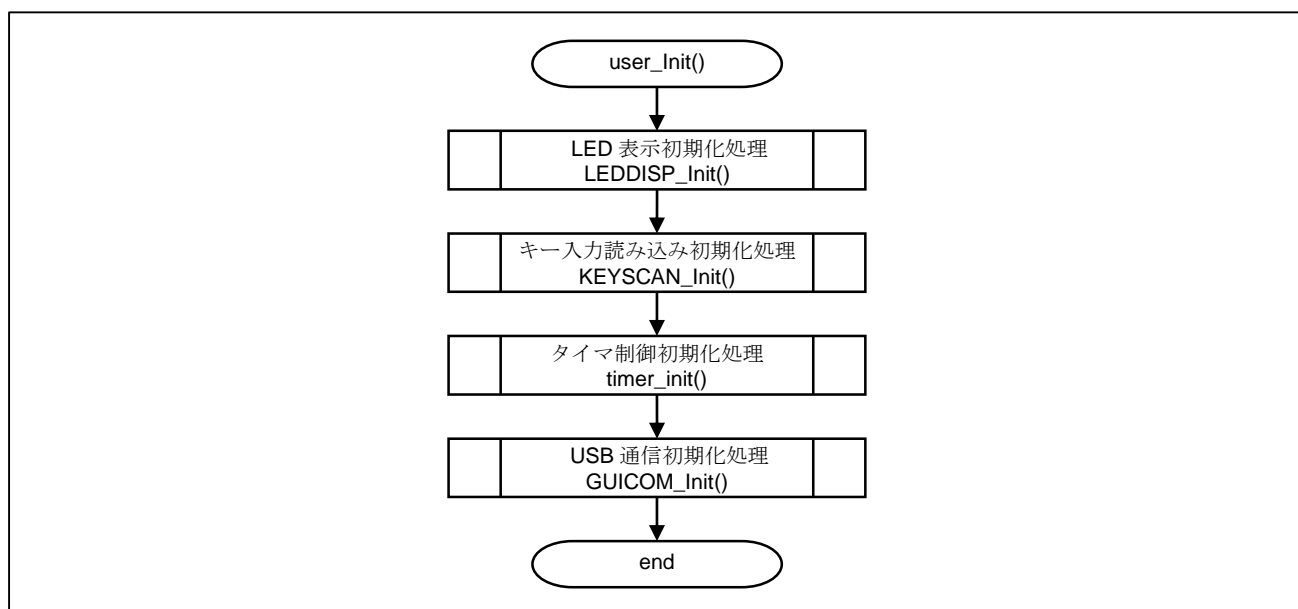 user_Init()
LED 表示初期化処理
LEDDISP_Init()
キー入力読み込み初期化処理
KEYSCAN_Init()
タイマ制御初期化処理
timer_init()
USB 通信初期化処理
GUICOM_Init()
end